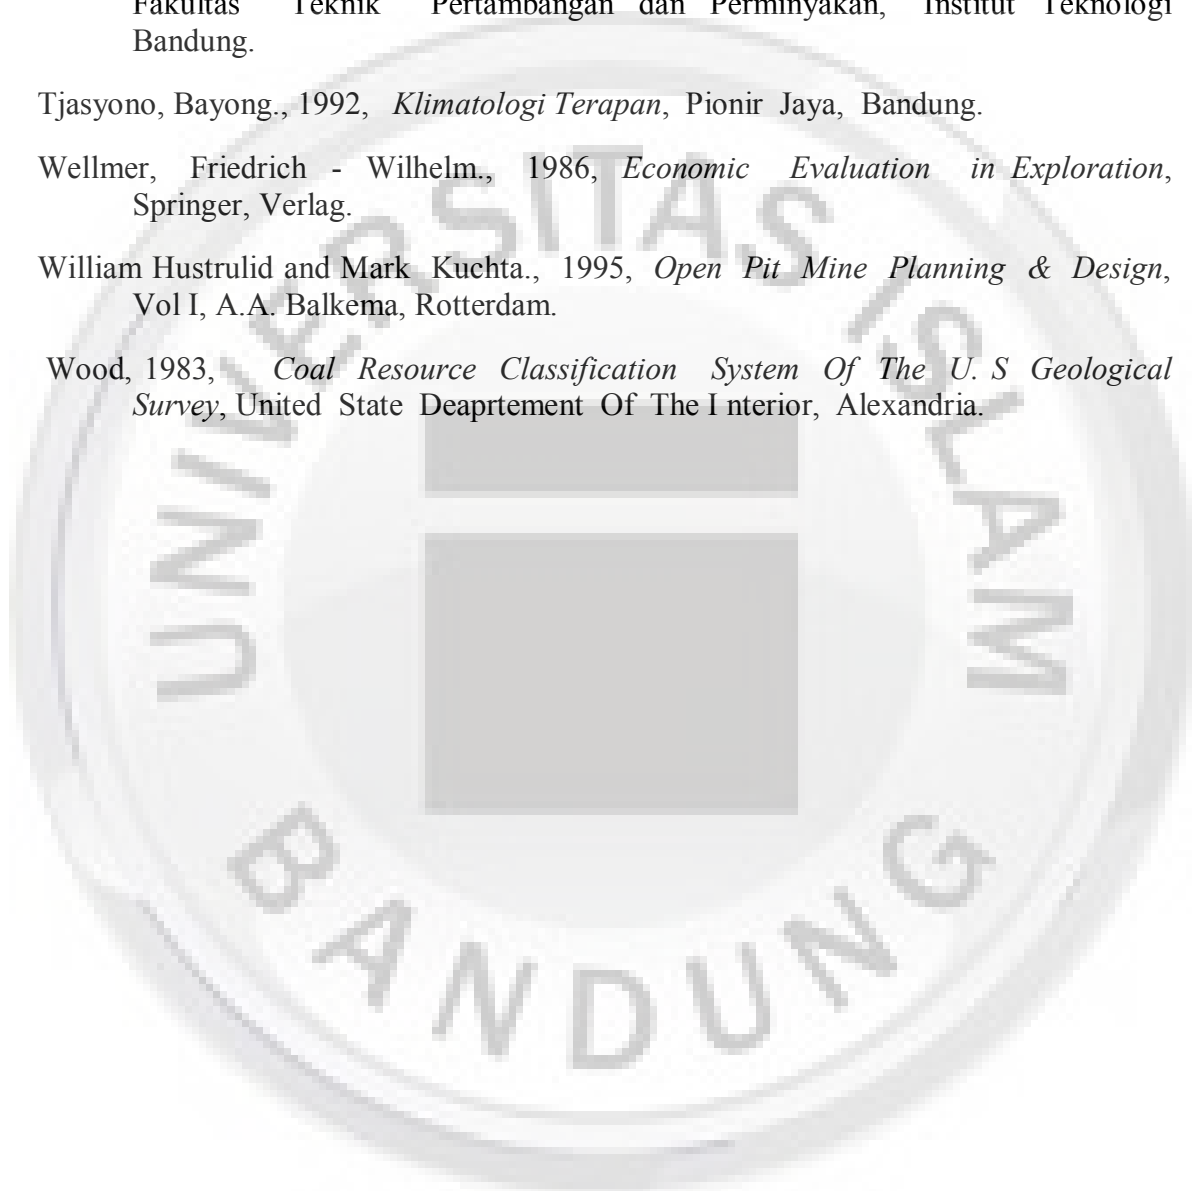 Fakultas Teknik Pertambangan dan Perminyakan, Institut Teknologi
Bandung.
Tjasyono, Bayong., 1992, Klimatologi Terapan, Pionir Jaya, Bandung.
Wellmer, Friedrich - Wilhelm., 1986, Economic Evaluation in Exploration,
Springer, Verlag.
William Hustrulid and Mark Kuchta., 1995, Open Pit Mine Planning & Design,
Vol I, A.A. Balkema, Rotterdam.
Wood, 1983, Coal Resource Classification System Of The U. S Geological
Survey, United State Deaprtement Of The I nterior, Alexandria.
UNIVERSITAS ISLAM
BANDUNG